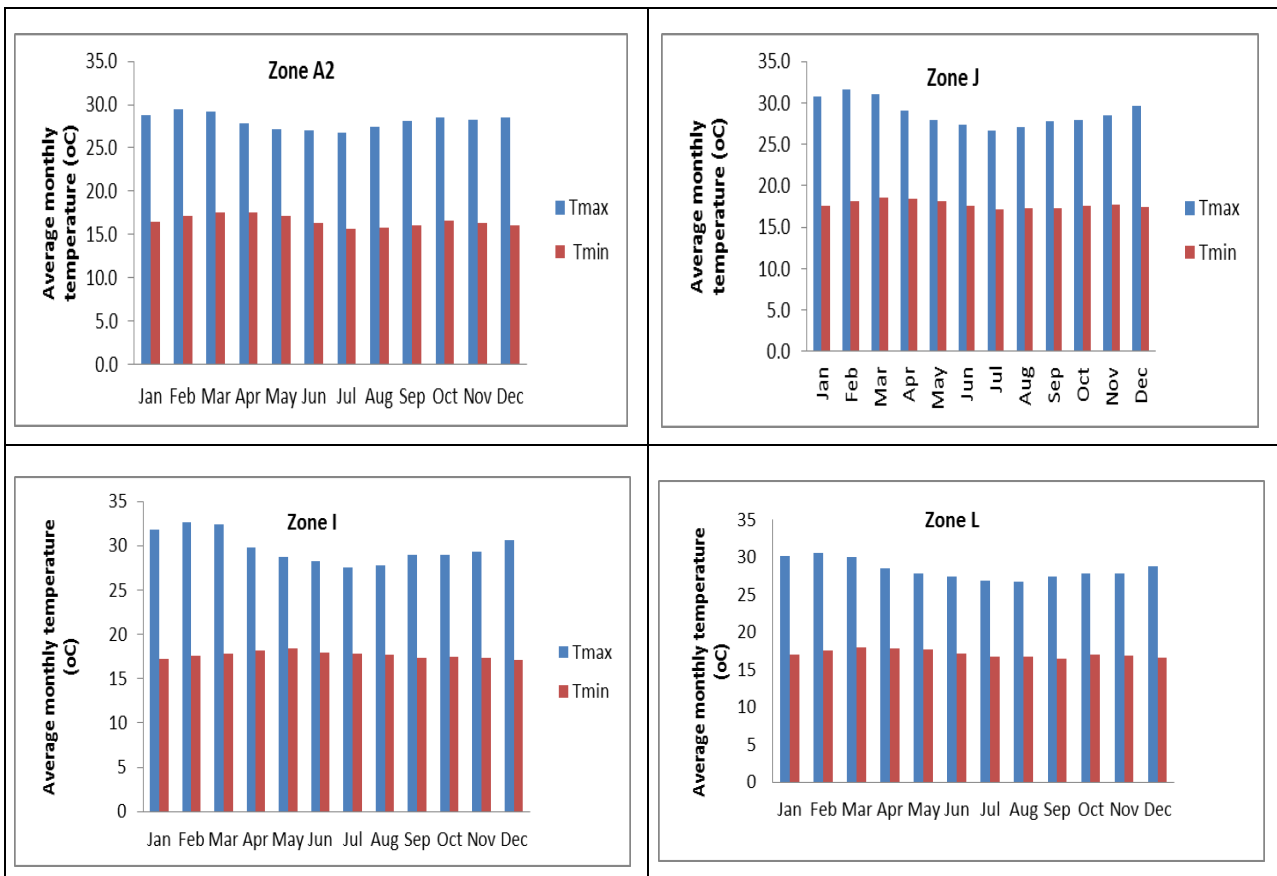 Zone A2
Average monthly
temperature (oC)
35.0
30.0
25.0
20.0
15.0
10.0
5.0
0.0
Jan Feb Mar Apr May Jun Jul Aug Sep Oct Nov Dec
Tmax
Tmin
Zone J
Average monthly
temperature (oC)
35.0
30.0
25.0
20.0
15.0
10.0
5.0
0.0
Jan Feb Mar Apr May Jun Jul Aug Sep Oct Nov Dec
Tmax
Tmin
Zone I
Average monthly temperature
(oC)
35
30
25
20
15
10
5
0
Jan Feb Mar Apr May Jun Jul Aug Sep Oct Nov Dec
Tmax
Tmin
Zone L
Average monthly temperature
(oC)
35
30
25
20
15
10
5
0
Jan Feb Mar Apr May Jun Jul Aug Sep Oct Nov Dec